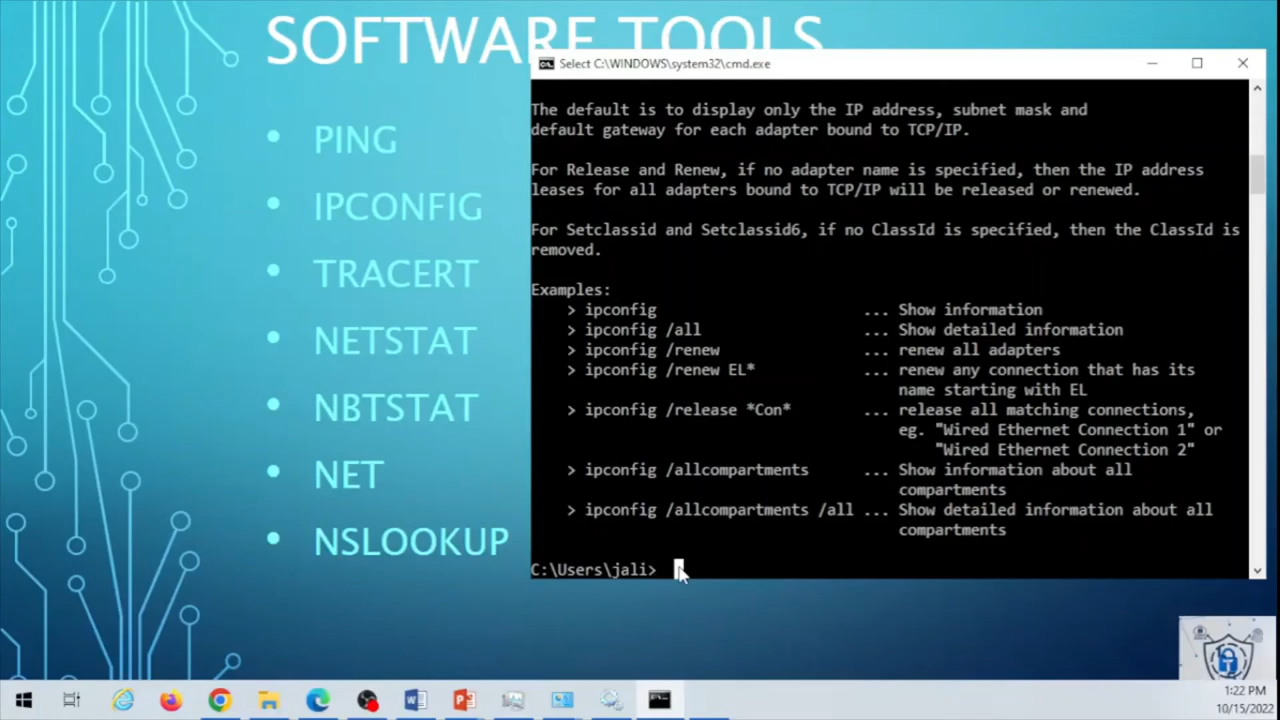 SOFTWARE TOOLS
• PING
• IPCONFIG
• TRACERT
• NETSTAT
• NBTSTAT
• NET
• NSLOOKUP
Select C:\WINDOWS\system32\cmd.exe
The default is to display only the IP address, subnet mask and
default gateway for each adapter bound to TCP/IP.
For Release and Renew, if no adapter name is specified, then the IP address
leases for all adapters bound to TCP/IP will be released or renewed.
For Setclassid and Setclassid6, if no ClassId is specified, then the ClassId is
removed.
Examples:
> ipconfig ... Show information
> ipconfig /all ... Show detailed information
> ipconfig /renew ... renew all adapters
> ipconfig /renew EL* ... renew any connection that has its
name starting with EL
> ipconfig /release *Con* ... release all matching connections,
eg. "Wired Ethernet Connection 1" or
"Wired Ethernet Connection 2"
> ipconfig /allcompartments ... Show information about all
compartments
> ipconfig /allcompartments /all ... Show detailed information about all
compartments
C:\Users\jali>
1:22 PM
10/15/2022